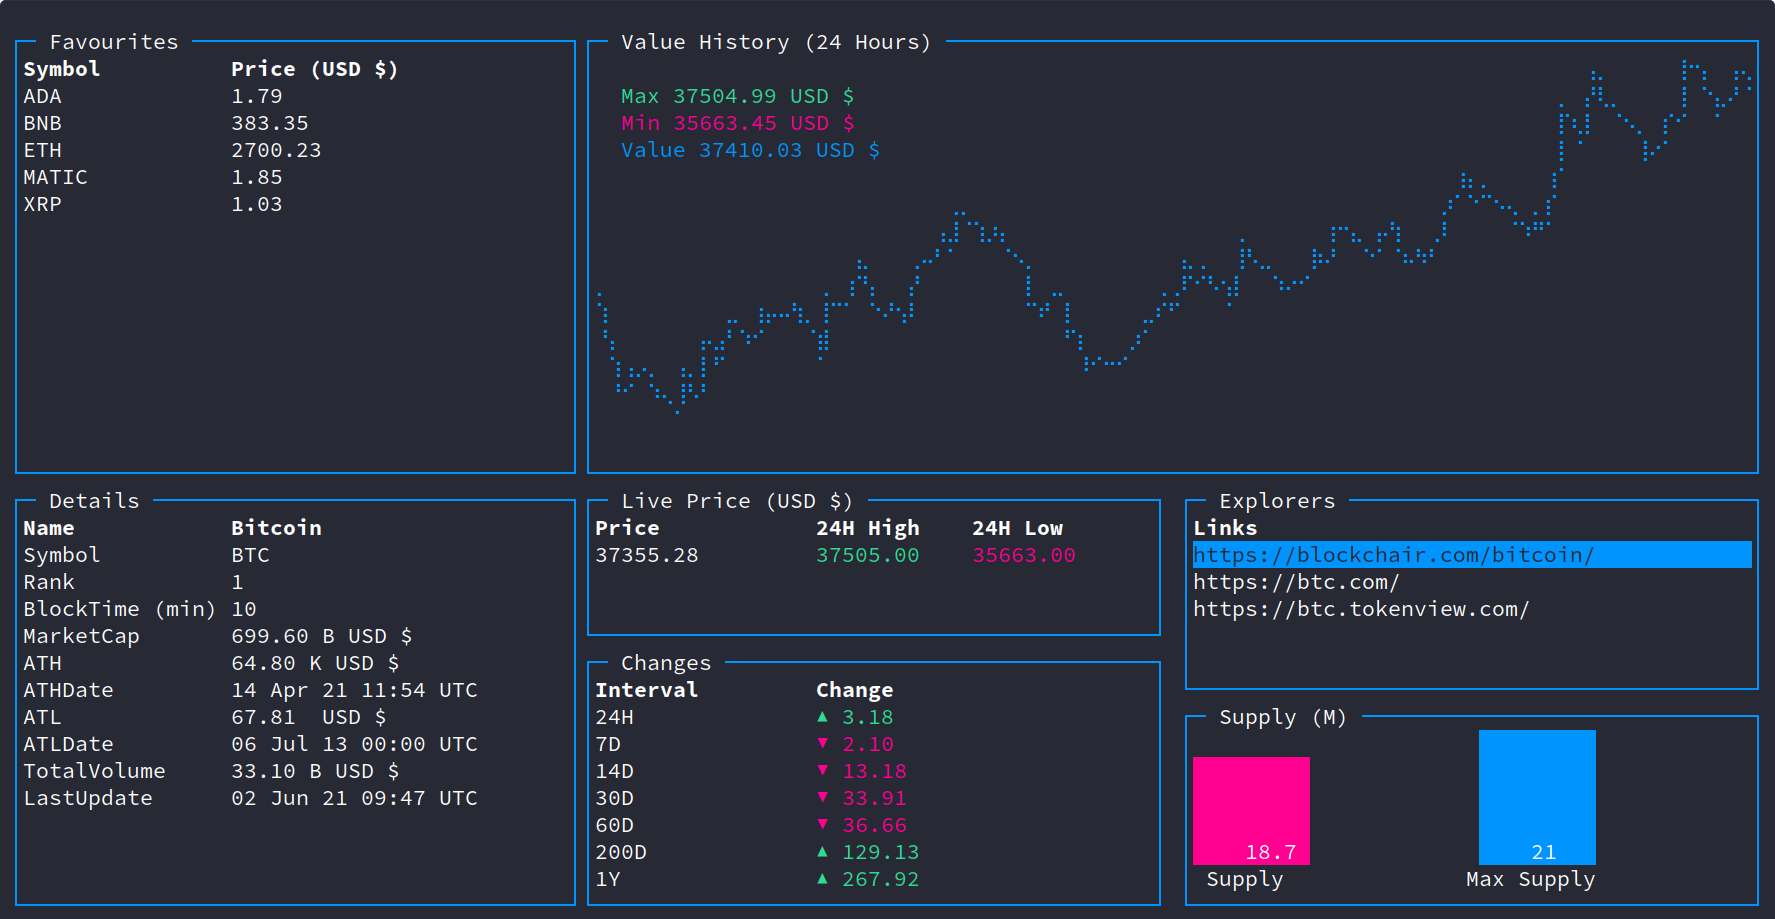 Favourites
Symbol Price (USD $)
ADA 1.79
BNB 383.35
ETH 2700.23
MATIC 1.85
XRP 1.03
Value History (24 Hours)
Max 37504.99 USD $
Min 35663.45 USD $
Value 37410.03 USD $
Details
Name Bitcoin
Symbol BTC
Rank 1
BlockTime (min) 10
MarketCap 699.60 B USD $
ATH 64.80 K USD $
ATHDate 14 Apr 21 11:54 UTC
ATL 67.81 USD $
ATLDate 06 Jul 13 00:00 UTC
TotalVolume 33.10 B USD $
LastUpdate 02 Jun 21 09:47 UTC
Live Price (USD $)
Price 24H High 24H Low
37355.28 37505.00 35663.00
Changes
Interval Change
24H ▲ 3.18
7D ▼ 2.10
14D ▼ 13.18
30D ▼ 33.91
60D ▼ 36.66
200D ▲ 129.13
1Y ▲ 267.92
Explorers
Links
https://blockchair.com/bitcoin/
https://btc.com/
https://btc.tokenview.com/
Supply (M)
18.7 21
Supply Max Supply